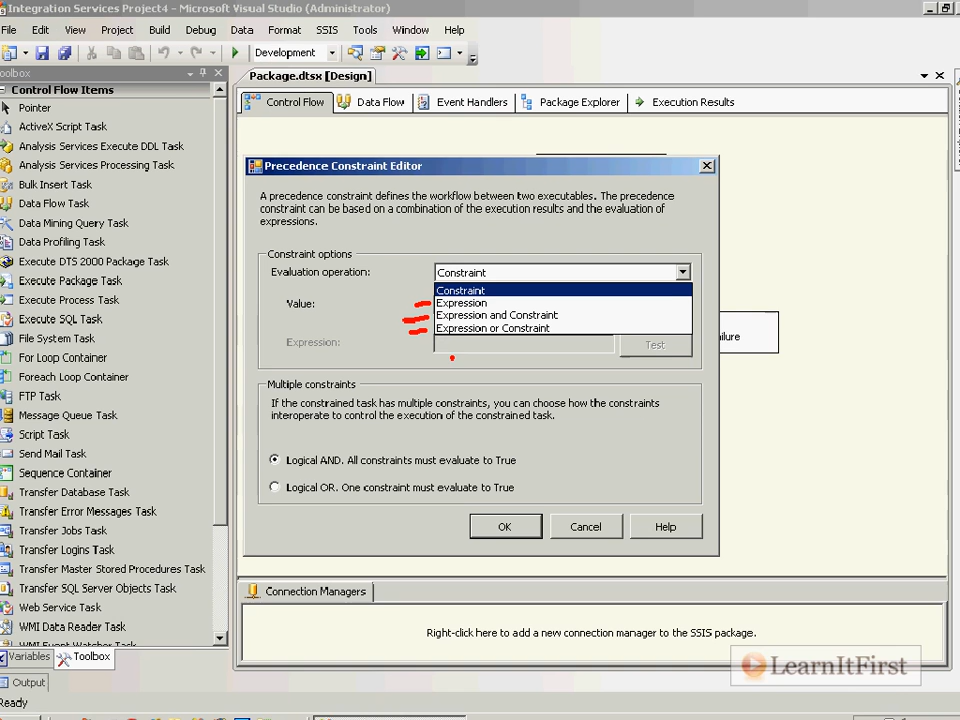 Integration Services Project4 - Microsoft Visual Studio (Administrator)
File Edit View Project Build Debug Data Format SSIS Tools Window Help
Development
oolbox
Package.dtsx [Design]
Control Flow Items
Control Flow Data Flow Event Handlers Package Explorer Execution Results
Pointer
ActiveX Script Task
Analysis Services Execute DDL Task
Analysis Services Processing Task
Bulk Insert Task
Data Flow Task
Data Mining Query Task
Data Profiling Task
Execute DTS 2000 Package Task
Execute Package Task
Execute Process Task
Execute SQL Task
File System Task
For Loop Container
Foreach Loop Container
FTP Task
Message Queue Task
Script Task
Send Mail Task
Sequence Container
Transfer Database Task
Transfer Error Messages Task
Transfer Jobs Task
Transfer Logins Task
Transfer Master Stored Procedures Task
Transfer SQL Server Objects Task
Web Service Task
WMI Data Reader Task
WMI Event Watcher Task
Variables Toolbox
Output
Ready
Precedence Constraint Editor
A precedence constraint defines the workflow between two executables. The precedence
constraint can be based on a combination of the execution results and the evaluation of
expressions.
Constraint options
Evaluation operation: Constraint
Constraint
Value: Expression
Expression and Constraint
Expression or Constraint
Expression: Test
ilure
Multiple constraints
If the constrained task has multiple constraints, you can choose how the constraints
interoperate to control the execution of the constrained task.
Logical AND. All constraints must evaluate to True
Logical OR. One constraint must evaluate to True
OK Cancel Help
Connection Managers
Right-click here to add a new connection manager to the SSIS package.
LearnItFirst